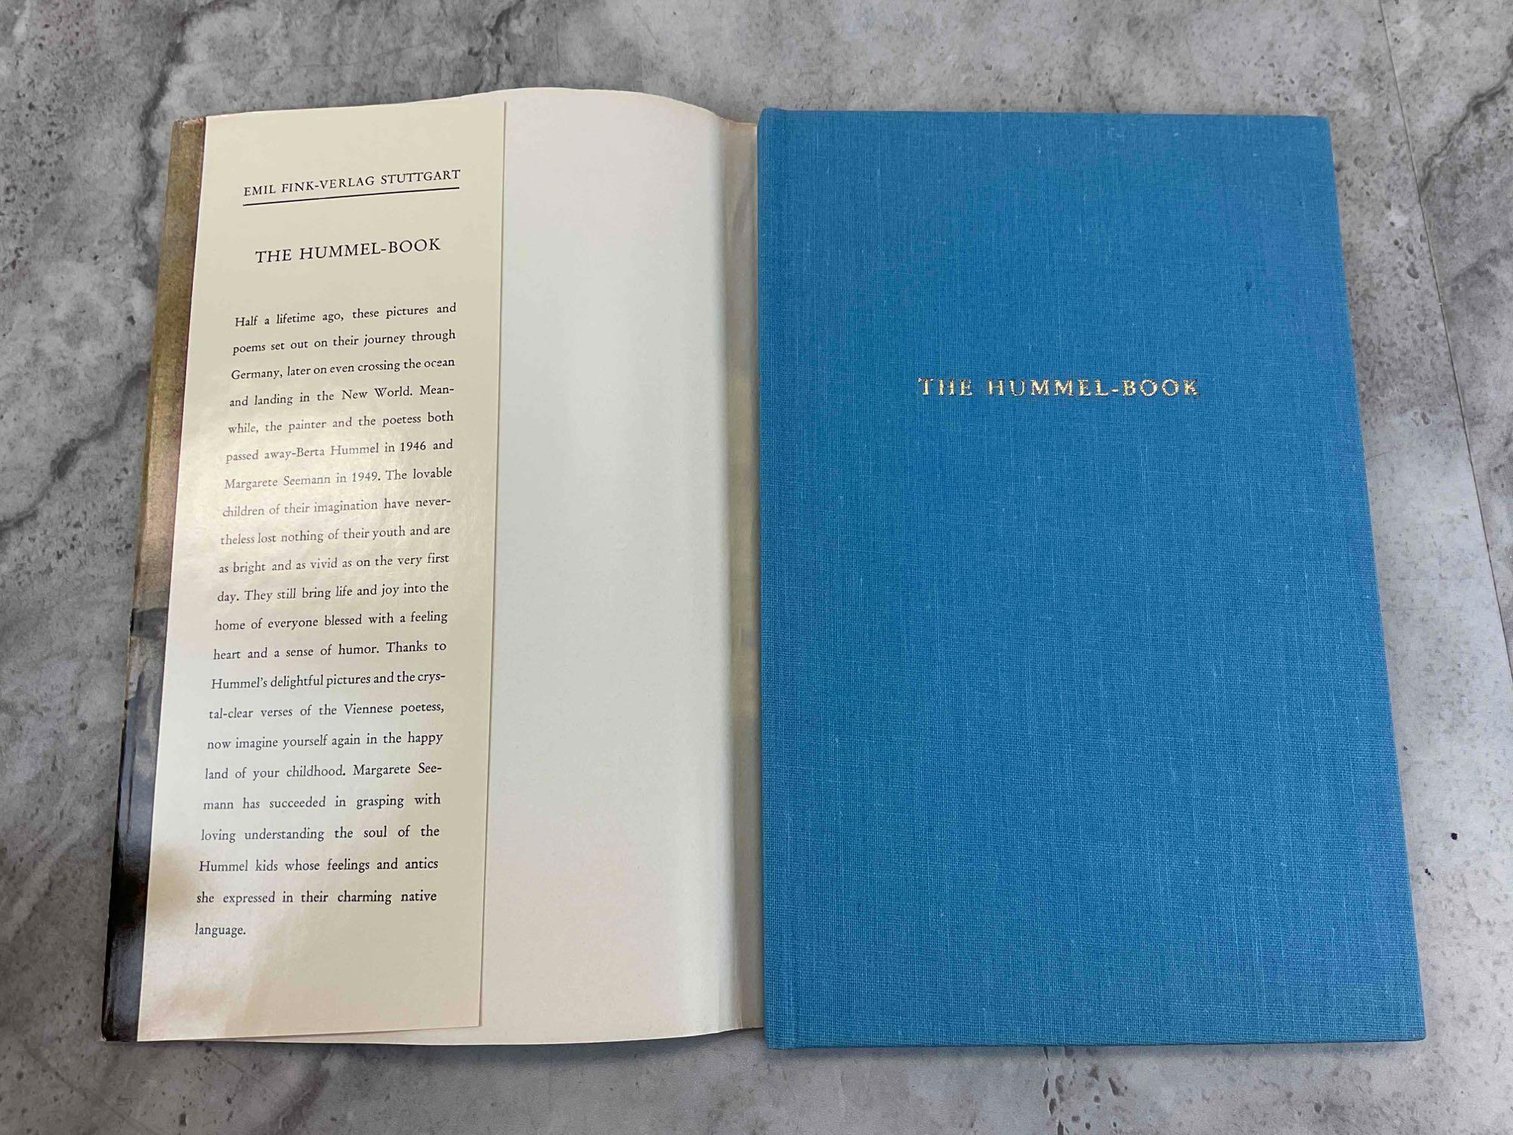 EMIL FINK-VERLAG STUTTGART
THE HUMMEL-BOOK
Half a lifetime ago, these pictures and
poems set out on their journey through
Germany, later on even crossing the ocean
and landing in the New World. Mean-
while, the painter and the poetess both
passed away-Berta Hummel in 1946 and
Margarete Seemann in 1949. The lovable
children of their imagination have never-
theless lost nothing of their youth and are
as bright and as vivid as on the very first
day. They still bring life and joy into the
home of everyone blessed with a feeling
heart and a sense of humor. Thanks to
Hummel's delightful pictures and the crys-
tal-clear verses of the Viennese poetess,
now imagine yourself again in the happy
land of your childhood. Margarete See-
mann has succeeded in grasping with
loving understanding the soul of the
Hummel kids whose feelings and antics
she expressed in their charming native
language.
THE HUMMEL-BOOK